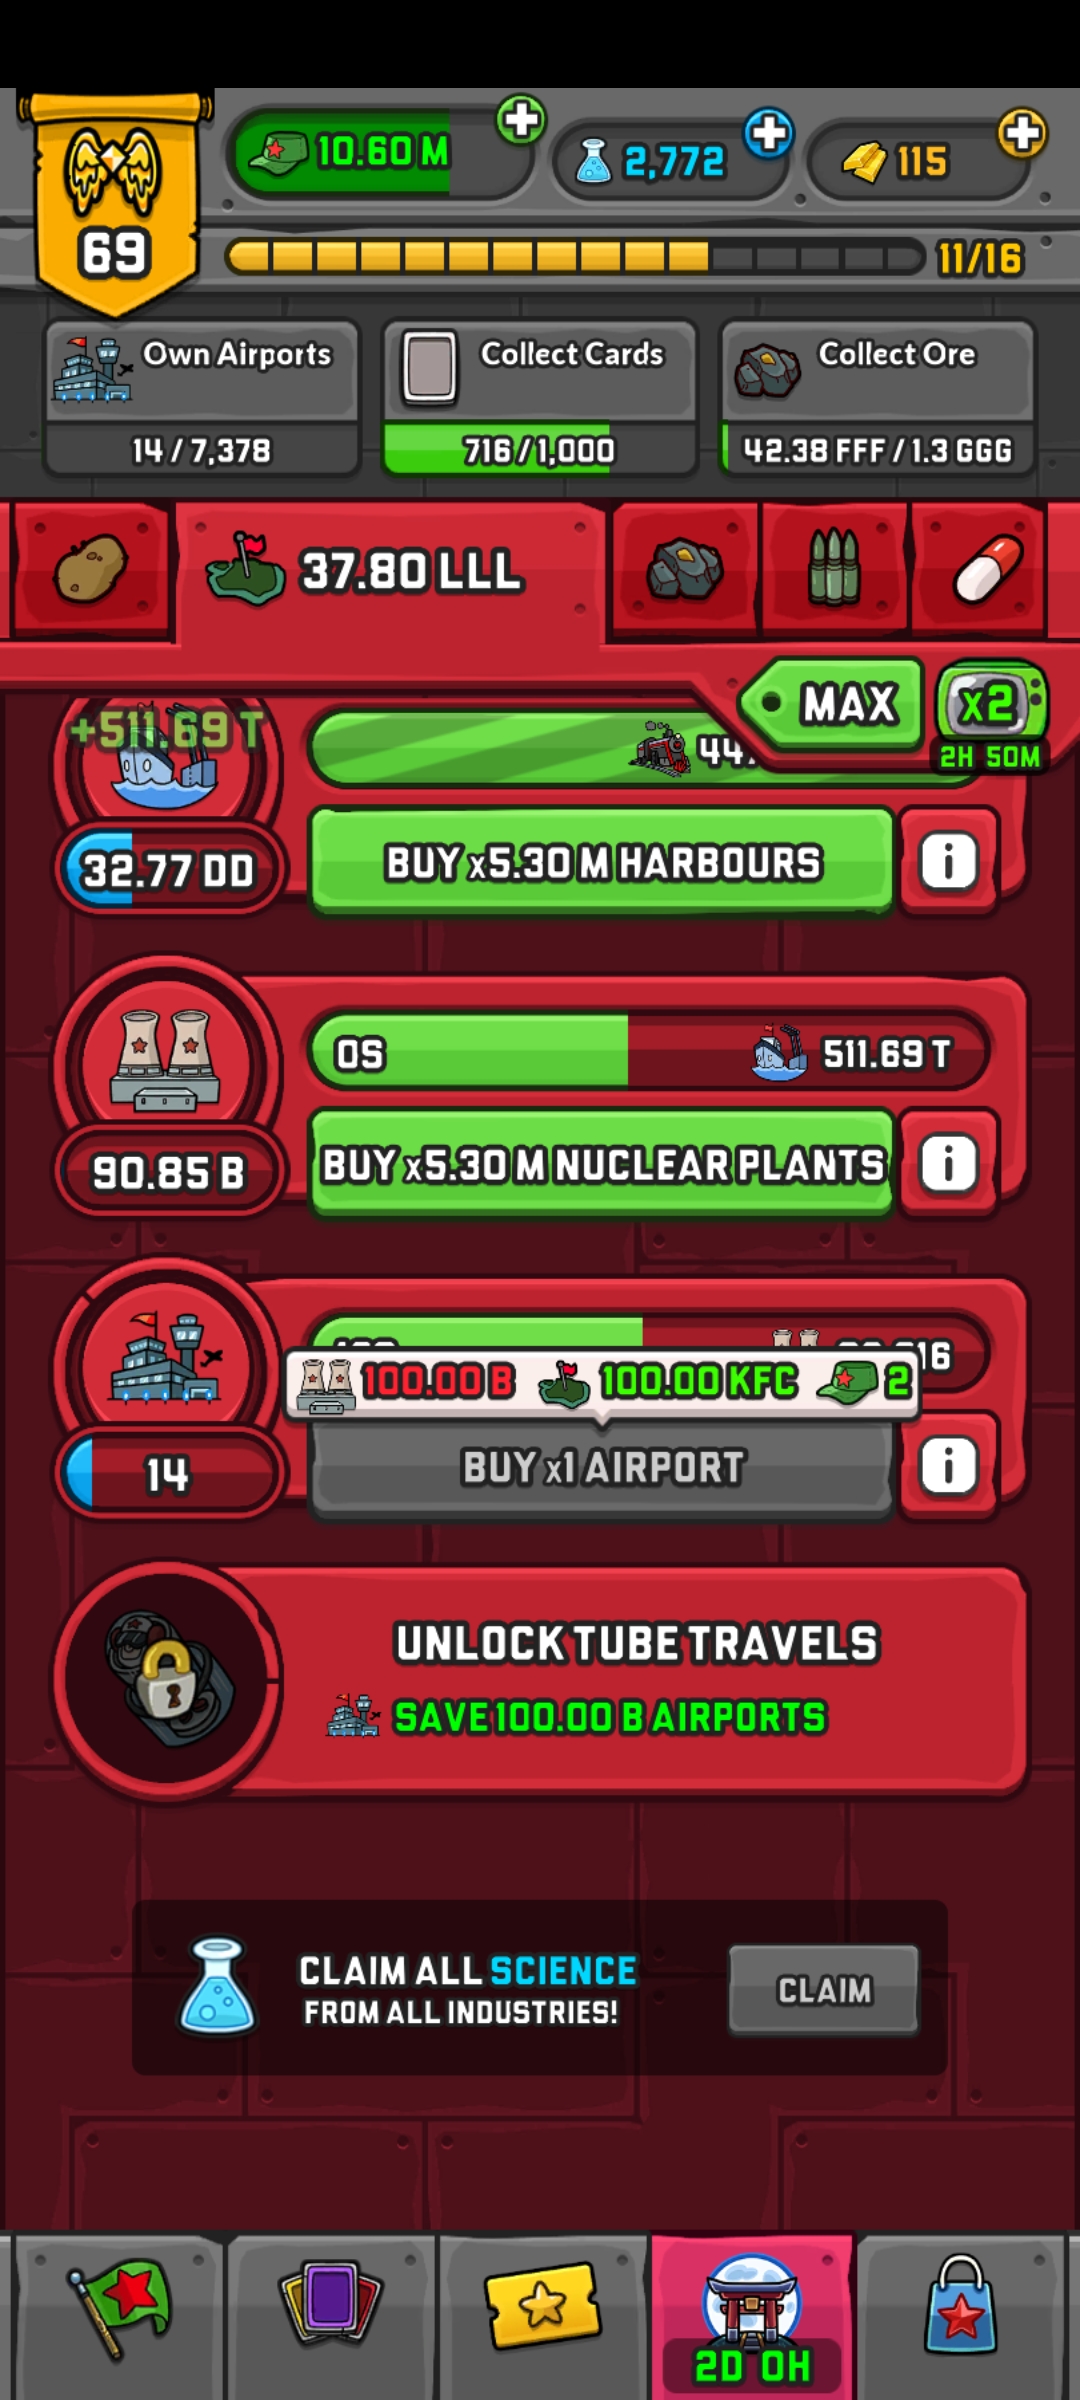 10.60 M
2,772
115
69
11/16
Own Airports
Collect Cards
Collect Ore
14 / 7,378
716 / 1,000
42.38 FFF / 1.3 GGG
37.80 LLL
MAX
x2
2H 50M
+511.69 T
44.
32.77 DD
BUY x5.30 M HARBOURS
i
0S
511.69 T
90.85 B
BUY x5.30 M NUCLEAR PLANTS
i
16
100.00 B
100.00 KFC
2
14
BUY x1 AIRPORT
i
UNLOCK TUBE TRAVELS
SAVE 100.00 B AIRPORTS
CLAIM ALL SCIENCE
FROM ALL INDUSTRIES!
CLAIM
2D 0H